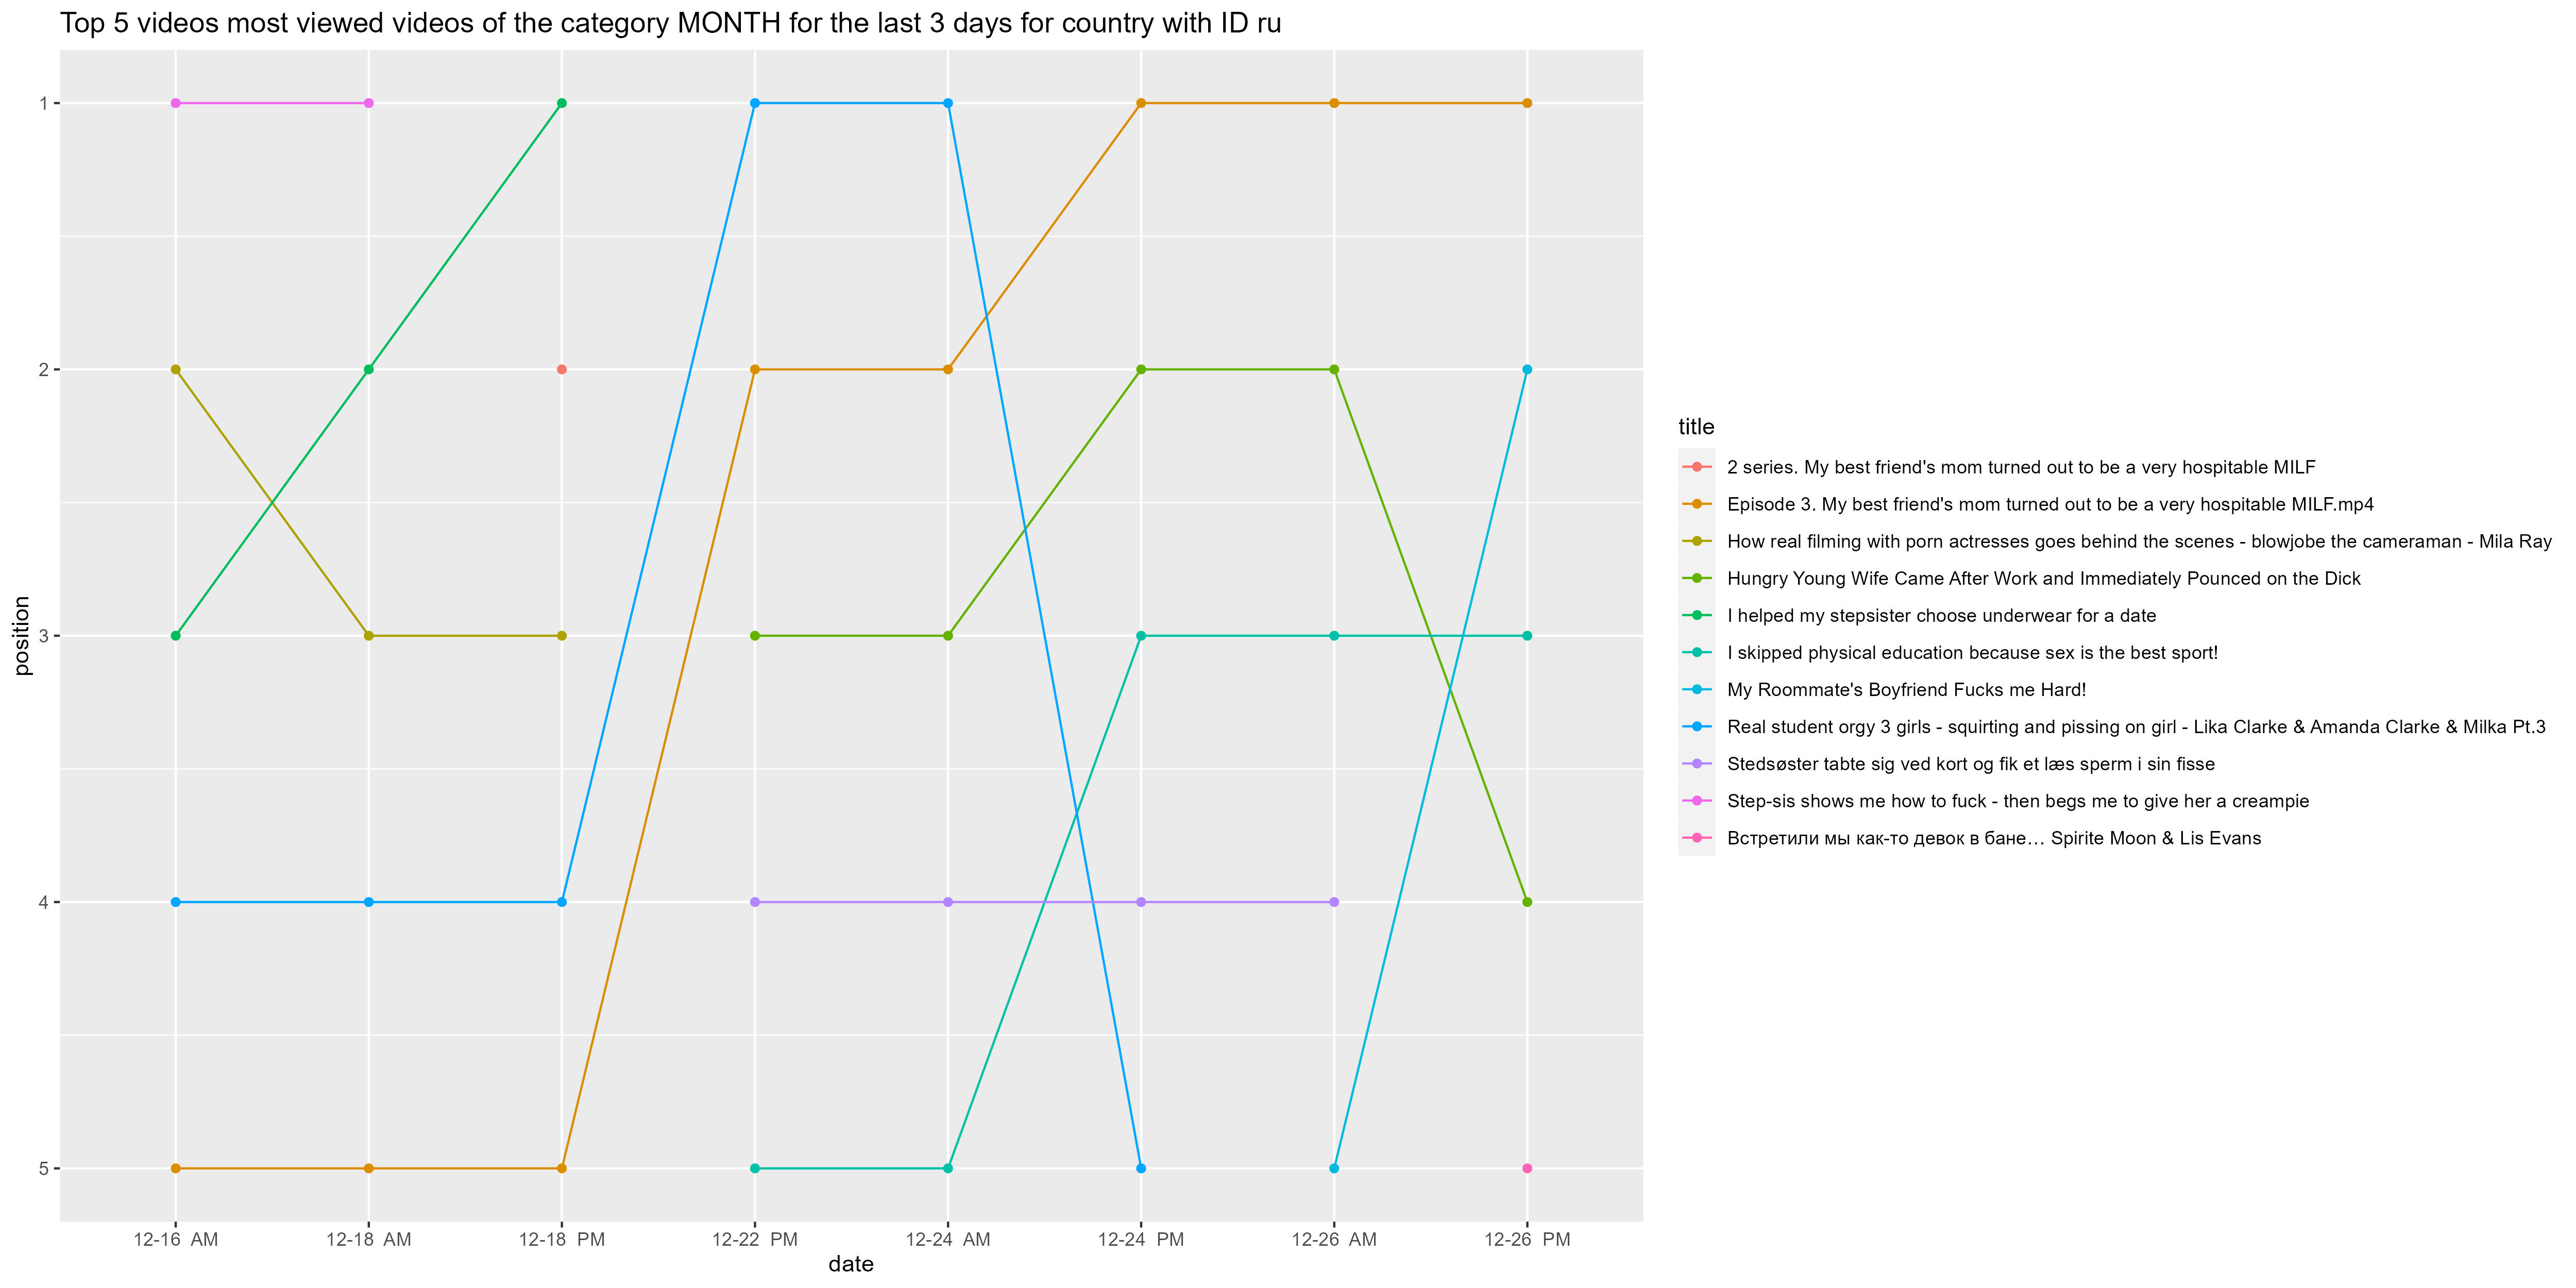 Top 5 videos most viewed videos of the category MONTH for the last 3 days for country with ID ru
position
1
2
3
4
5
12-16 AM
12-18 AM
12-18 PM
12-22 PM
12-24 AM
12-24 PM
12-26 AM
12-26 PM
date
title
2 series. My best friend's mom turned out to be a very hospitable MILF
Episode 3. My best friend's mom turned out to be a very hospitable MILF.mp4
How real filming with porn actresses goes behind the scenes - blowjobe the cameraman - Mila Ray
Hungry Young Wife Came After Work and Immediately Pounced on the Dick
I helped my stepsister choose underwear for a date
I skipped physical education because sex is the best sport!
My Roommate's Boyfriend Fucks me Hard!
Real student orgy 3 girls - squirting and pissing on girl - Lika Clarke & Amanda Clarke & Milka Pt.3
Stedsøster tabte sig ved kort og fik et læs sperm i sin fisse
Step-sis shows me how to fuck - then begs me to give her a creampie
Встретили мы как-то девок в бане… Spirite Moon & Lis Evans